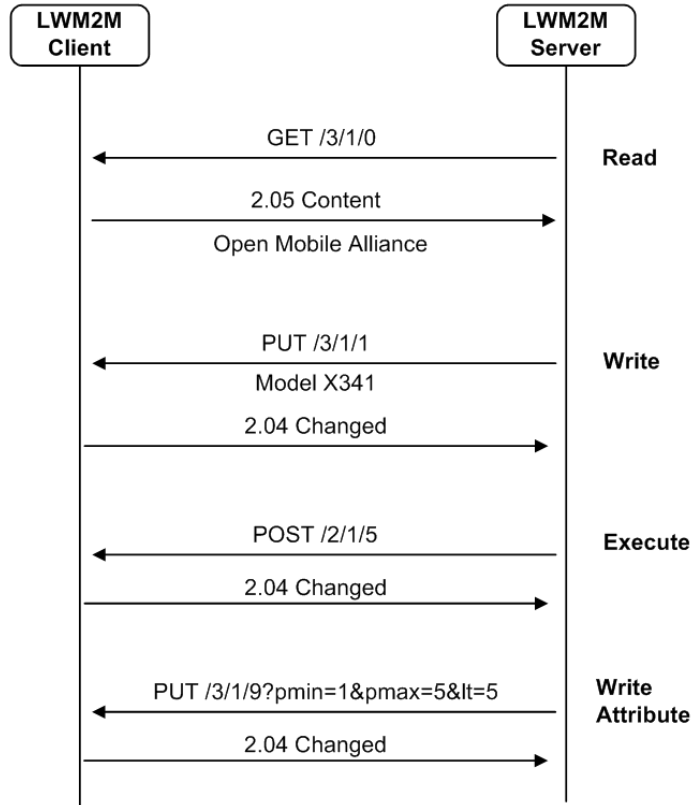 LWM2M
Client
LWM2M
Server
GET /3/1/0
Read
2.05 Content
Open Mobile Alliance
PUT /3/1/1
Write
Model X341
2.04 Changed
POST /2/1/5
Execute
2.04 Changed
PUT /3/1/9?pmin=1&pmax=5&lt=5
Write
Attribute
2.04 Changed